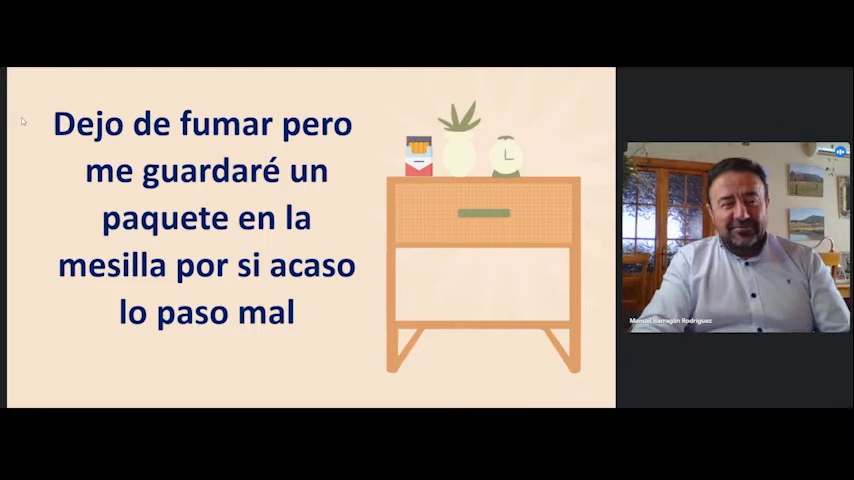 Dejo de fumar pero
me guardaré un
paquete en la
mesilla por si acaso
lo paso mal
Manuel Barragán Rodríguez